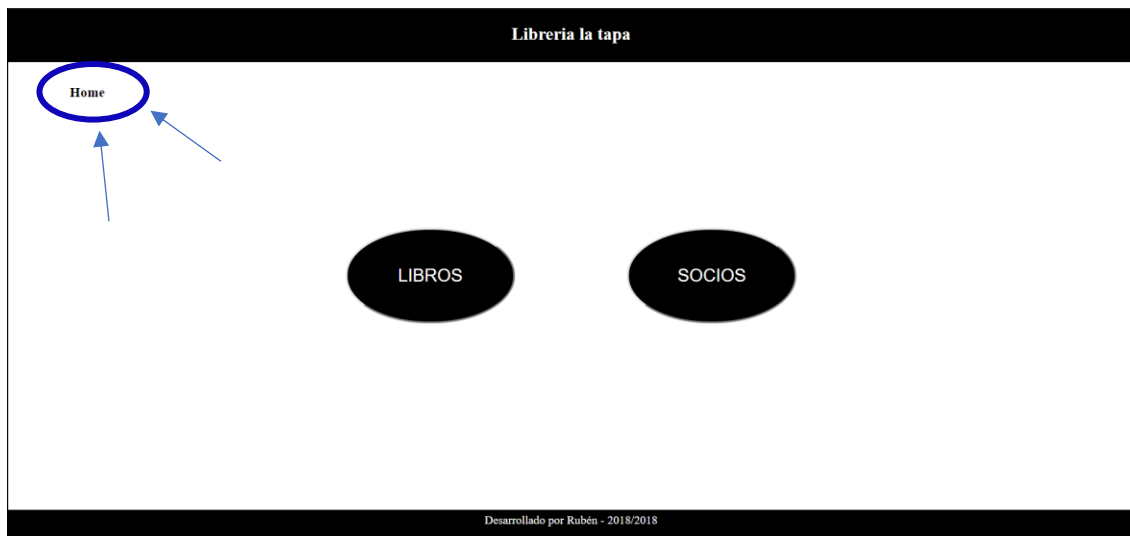 Libreria la tapa
Home
LIBROS
SOCIOS
Desarrollado por Rubén - 2018/2018